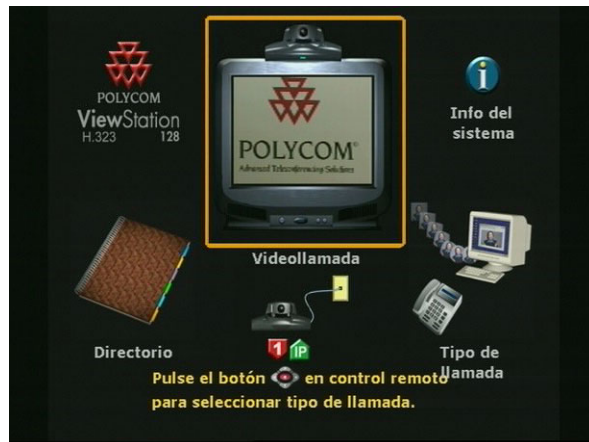 POLYCOM
ViewStation
H.323 128
POLYCOM®
Advanced Teleconferencing Solutions
Info del
sistema
Videollamada
Directorio
1 IP
Tipo de
llamada
Pulse el botón en control remoto
para seleccionar tipo de llamada.